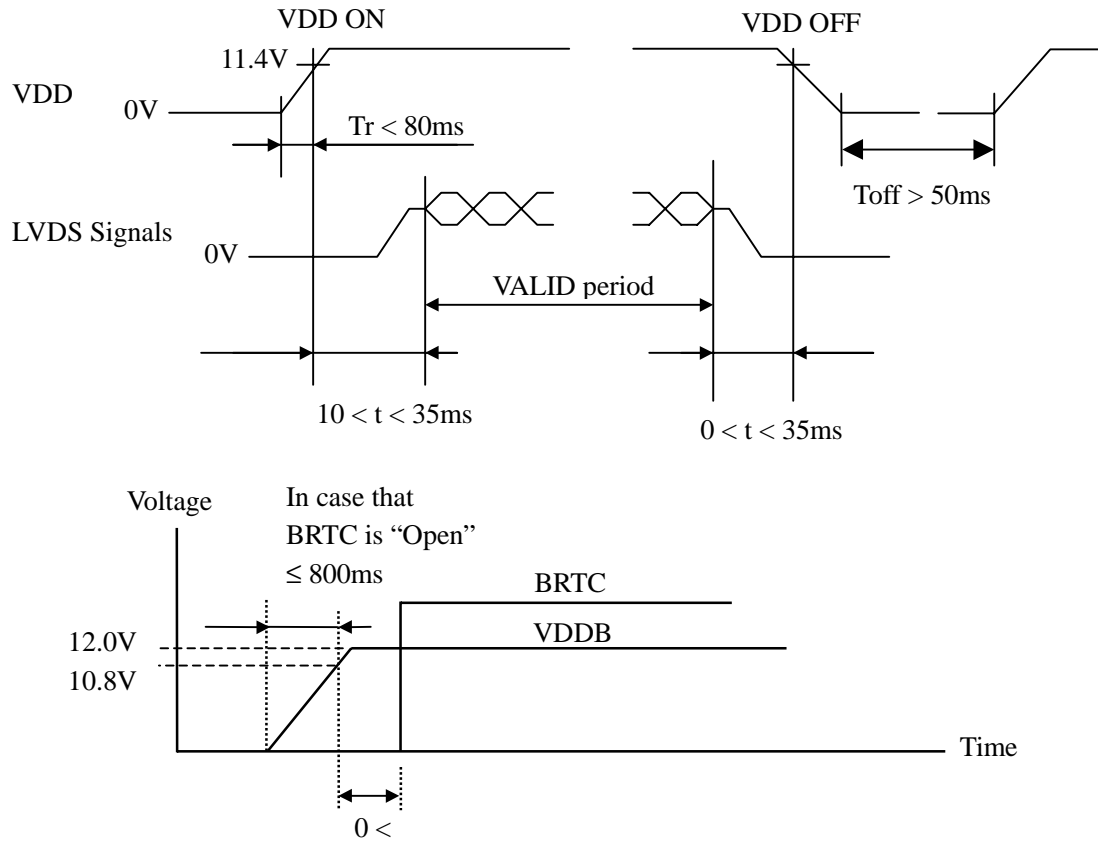 VDD ON
VDD OFF
11.4V
VDD
0V
Tr < 80ms
Toff > 50ms
LVDS Signals
0V
VALID period
10 < t < 35ms
0 < t < 35ms
Voltage
In case that
BRTC is “Open”
≤ 800ms
BRTC
VDDB
12.0V
10.8V
Time
0 <